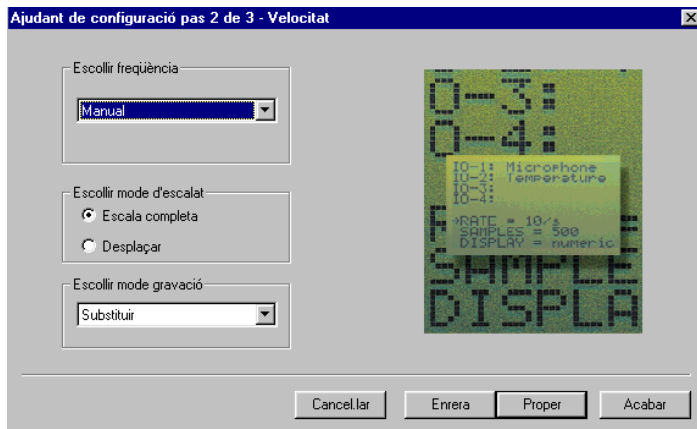 Ajudant de configuració pas 2 de 3 - Velocitat
Escollir freqüència
Manual
Escollir mode d'escalat
Escala completa
Desplaçar
Escollir mode gravació
Substituir
O-3:
O-4:
IO-1: Microphone
IO-2: Temperature
IO-3:
IO-4:
→RATE = 10/s
SAMPLES = 500
DISPLAY = numeric
SAMPLE
DISPLA
Cancel.lar
Enrera
Proper
Acabar